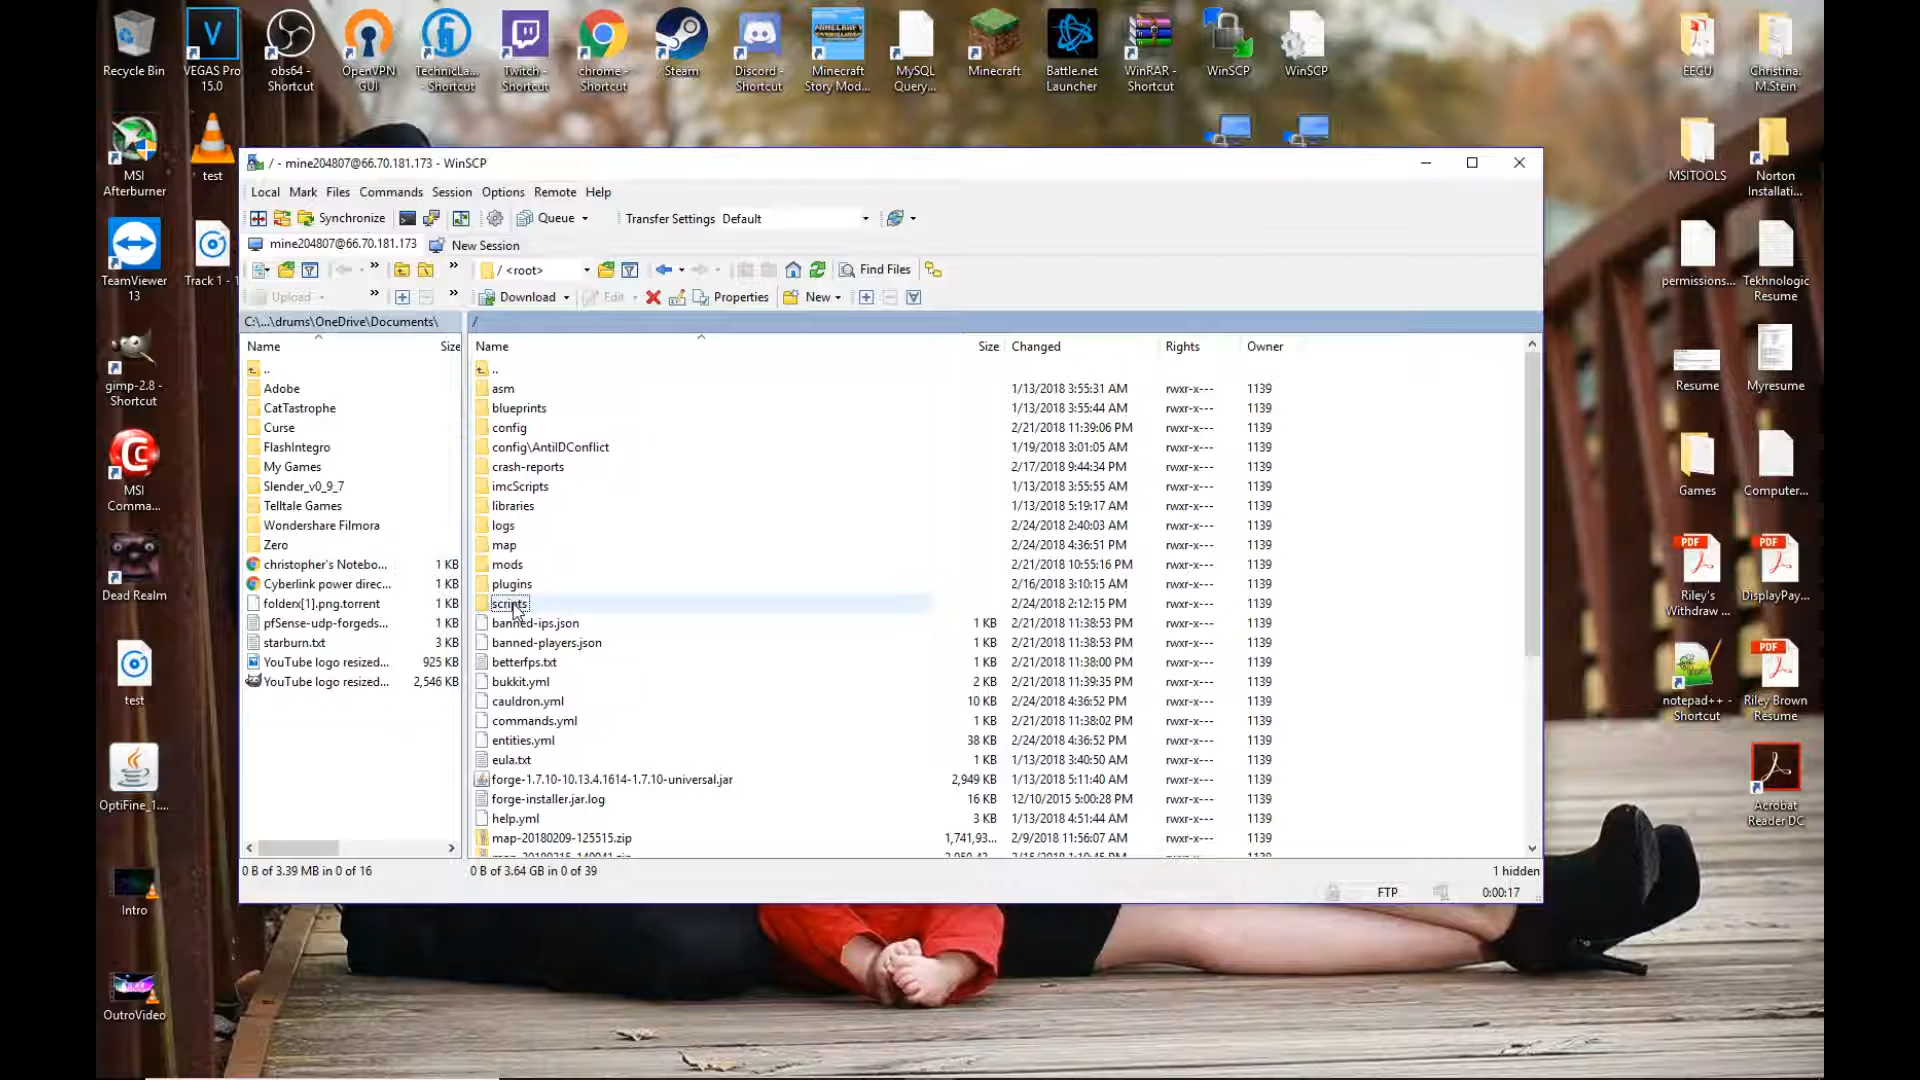 Recycle Bin
VEGAS Pro 15.0
obs64 - Shortcut
OpenVPN GUI
TechnicLa... - Shortcut
Twitch - Shortcut
chrome - Shortcut
Steam
Discord - Shortcut
Minecraft Story Mod...
MySQL Query...
Minecraft
Battle.net Launcher
WinRAR - Shortcut
WinSCP
WinSCP
EEGU
Christina. M.Stein
MSI Afterburner
test
MSITOOLS
Norton Installati...
TeamViewer 13
Track 1 - 1
permissions...
Tekhnologic Resume
gimp-2.8 - Shortcut
Resume
Myresume
MSI Comma...
Games
Computer...
Dead Realm
PDF
PDF
Riley's Withdraw ...
DisplayPay...
test
PDF
notepad++ - Shortcut
Riley Brown Resume
OptiFine_1....
Acrobat Reader DC
Intro
OutroVideo
/ - mine204807@66.70.181.173 - WinSCP
Local Mark Files Commands Session Options Remote Help
Synchronize Queue Transfer Settings Default
mine204807@66.70.181.173 New Session
/ <root> Find Files
Upload Download Edit Properties New
C:\...\drums\OneDrive\Documents\
/
Name Size
..
Adobe
CatTastrophe
Curse
FlashIntegro
My Games
Slender_v0_9_7
Telltale Games
Wondershare Filmora
Zero
christopher's Notebo... 1 KB
Cyberlink power direc... 1 KB
folderx[1].png.torrent 1 KB
pfSense-udp-forgeds... 1 KB
starburn.txt 3 KB
YouTube logo resized... 925 KB
YouTube logo resized... 2,546 KB
Name Size Changed Rights Owner
..
asm 1/13/2018 3:55:31 AM rwxr-x--- 1139
blueprints 1/13/2018 3:55:44 AM rwxr-x--- 1139
config 2/21/2018 11:39:06 PM rwxr-x--- 1139
config\AntiIDConflict 1/19/2018 3:01:05 AM rwxr-x--- 1139
crash-reports 2/17/2018 9:44:34 PM rwxr-x--- 1139
imcScripts 1/13/2018 3:55:55 AM rwxr-x--- 1139
libraries 1/13/2018 5:19:17 AM rwxr-x--- 1139
logs 2/24/2018 2:40:03 AM rwxr-x--- 1139
map 2/24/2018 4:36:51 PM rwxr-x--- 1139
mods 2/21/2018 10:55:16 PM rwxr-x--- 1139
plugins 2/16/2018 3:10:15 AM rwxr-x--- 1139
scripts 2/24/2018 2:12:15 PM rwxr-x--- 1139
banned-ips.json 1 KB 2/21/2018 11:38:53 PM rwxr-x--- 1139
banned-players.json 1 KB 2/21/2018 11:38:53 PM rwxr-x--- 1139
betterfps.txt 1 KB 2/21/2018 11:38:00 PM rwxr-x--- 1139
bukkit.yml 2 KB 2/21/2018 11:39:35 PM rwxr-x--- 1139
cauldron.yml 10 KB 2/24/2018 4:36:52 PM rwxr-x--- 1139
commands.yml 1 KB 2/21/2018 11:38:02 PM rwxr-x--- 1139
entities.yml 38 KB 2/24/2018 4:36:52 PM rwxr-x--- 1139
eula.txt 1 KB 1/13/2018 3:40:50 AM rwxr-x--- 1139
forge-1.7.10-10.13.4.1614-1.7.10-universal.jar 2,949 KB 1/13/2018 5:11:40 AM rwxr-x--- 1139
forge-installer.jar.log 16 KB 12/10/2015 5:00:28 PM rwxr-x--- 1139
help.yml 3 KB 1/13/2018 4:51:44 AM rwxr-x--- 1139
map-20180209-125515.zip 1,741,93... 2/9/2018 11:56:07 AM rwxr-x--- 1139
0 B of 3.39 MB in 0 of 16
0 B of 3.64 GB in 0 of 39
1 hidden
FTP 0:00:17